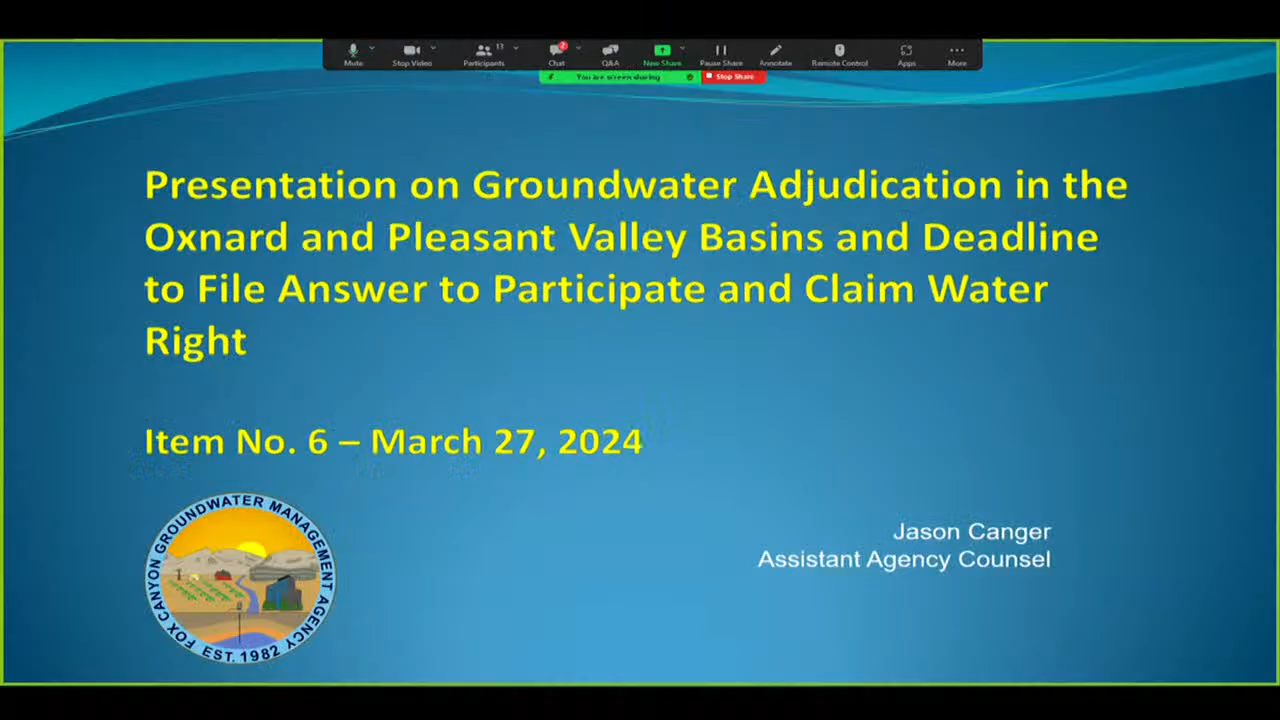 Mute
Stop Video
Participants
13
Chat
2
Q&A
New Share
Pause Share
Annotate
Remote Control
Apps
More
You are screen sharing
Stop Share
Presentation on Groundwater Adjudication in the
Oxnard and Pleasant Valley Basins and Deadline
to File Answer to Participate and Claim Water
Right
Item No. 6 – March 27, 2024
FOX CANYON GROUNDWATER MANAGEMENT AGENCY
EST. 1982
Jason Canger
Assistant Agency Counsel